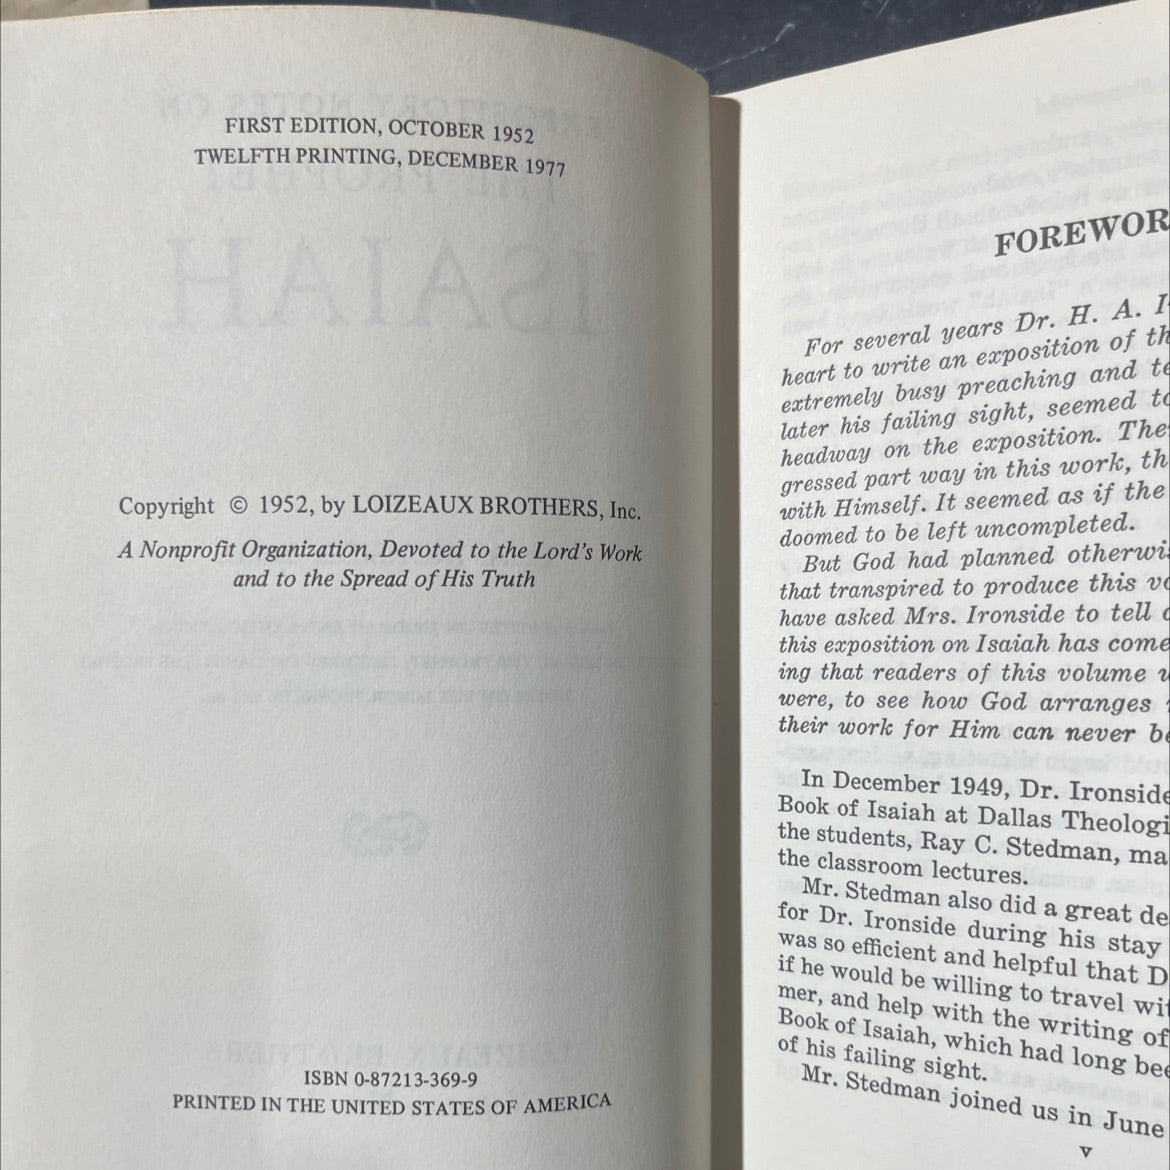 FIRST EDITION, OCTOBER 1952
TWELFTH PRINTING, DECEMBER 1977
Copyright © 1952, by LOIZEAUX BROTHERS, Inc.
A Nonprofit Organization, Devoted to the Lord's Work
and to the Spread of His Truth
ISBN 0-87213-369-9
PRINTED IN THE UNITED STATES OF AMERICA
FOREWOR
For several years Dr. H. A. I
heart to write an exposition of th
extremely busy preaching and te
later his failing sight, seemed to
headway on the exposition. The
gressed part way in this work, th
with Himself. It seemed as if the
doomed to be left uncompleted.
But God had planned otherwi
that transpired to produce this vo
have asked Mrs. Ironside to tell
this exposition on Isaiah has come
ing that readers of this volume
were, to see how God arranges
their work for Him can never be
In December 1949, Dr. Ironside
Book of Isaiah at Dallas Theologi
the students, Ray C. Stedman, ma
the classroom lectures.
Mr. Stedman also did a great de
for Dr. Ironside during his stay
was so efficient and helpful that D
if he would be willing to travel wit
mer, and help with the writing of
Book of Isaiah, which had long bee
of his failing sight.
Mr. Stedman joined us in June
v